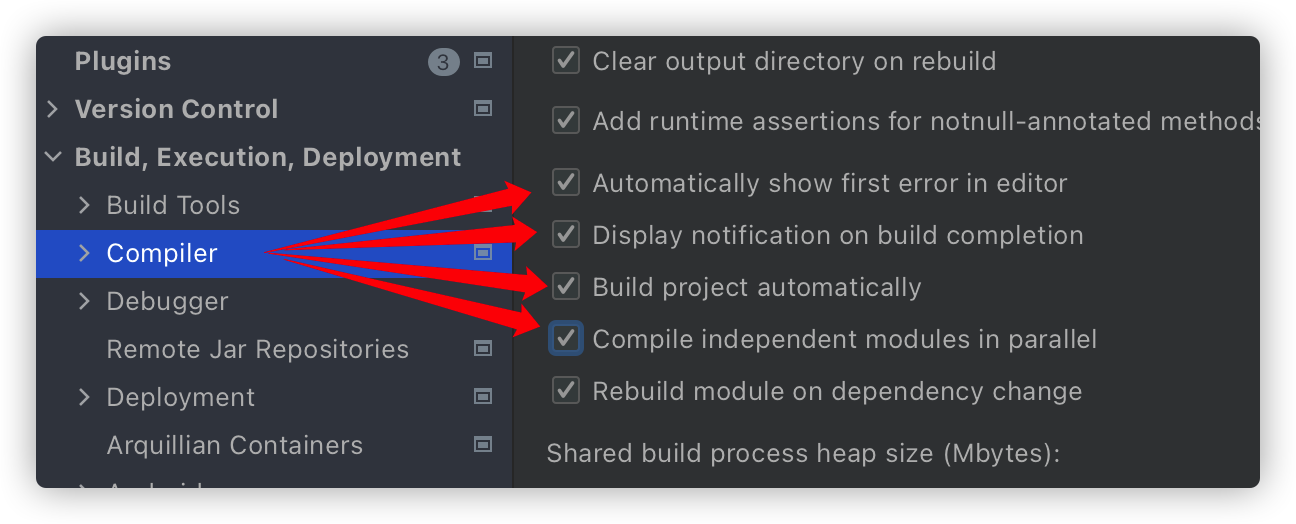 Plugins
3
Version Control
Build, Execution, Deployment
Build Tools
Compiler
Debugger
Remote Jar Repositories
Deployment
Arquillian Containers
Clear output directory on rebuild
Add runtime assertions for notnull-annotated methods
Automatically show first error in editor
Display notification on build completion
Build project automatically
Compile independent modules in parallel
Rebuild module on dependency change
Shared build process heap size (Mbytes):